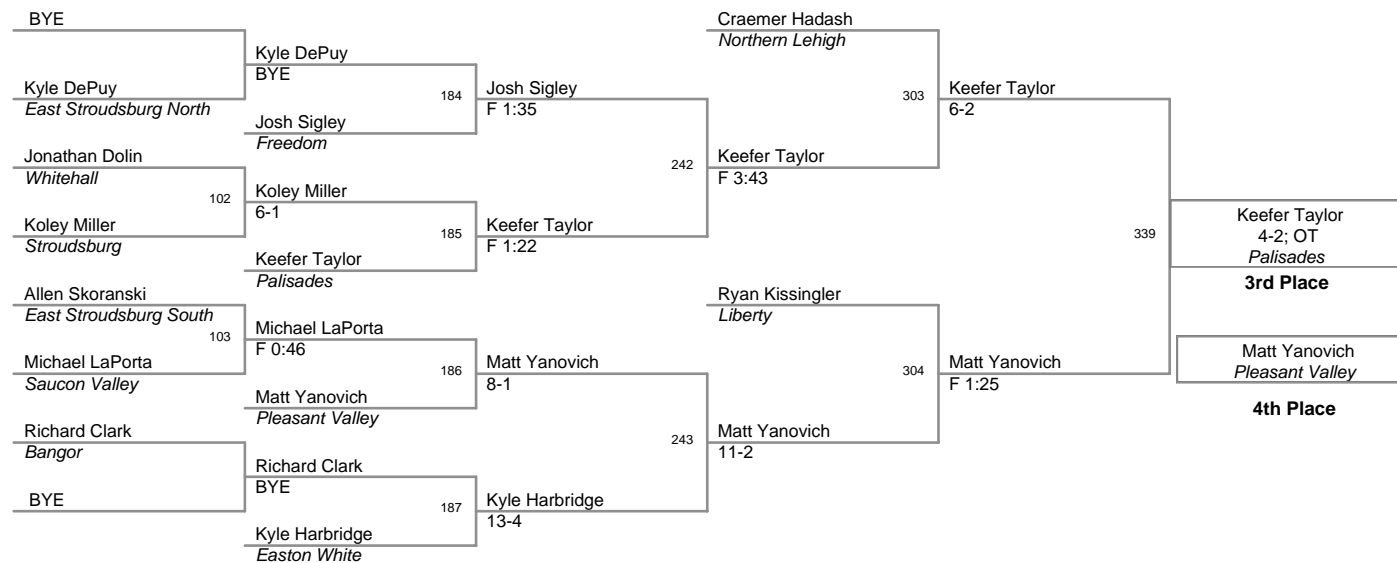 BYE
Kyle DePuy
East Stroudsburg North
Jonathan Dolin
Whitehall
102
Koley Miller
Stroudsburg
Allen Skoranski
East Stroudsburg South
103
Michael LaPorta
Saucon Valley
Richard Clark
Bangor
BYE
Kyle DePuy
BYE
184
Josh Sigley
Freedom
Koley Miller
6-1
185
Keefer Taylor
Palisades
Michael LaPorta
F 0:46
186
Matt Yanovich
Pleasant Valley
Richard Clark
BYE
187
Kyle Harbridge
Easton White
Josh Sigley
F 1:35
242
Keefer Taylor
F 1:22
Matt Yanovich
8-1
243
Kyle Harbridge
13-4
Craemer Hadash
Northern Lehigh
303
Keefer Taylor
F 3:43
Ryan Kissingler
Liberty
304
Matt Yanovich
11-2
Keefer Taylor
6-2
339
Matt Yanovich
F 1:25
Keefer Taylor
4-2; OT
Palisades
3rd Place
Matt Yanovich
Pleasant Valley
4th Place